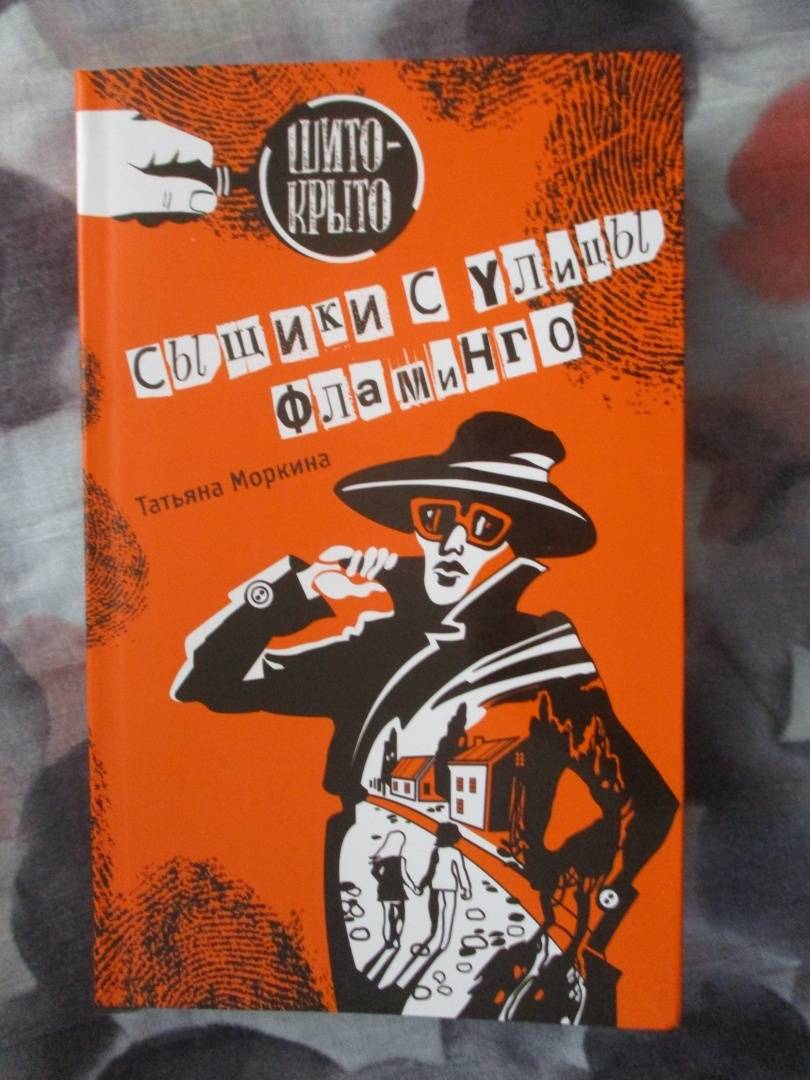 ШИТО-
КРЫТО
СЫЩИКИ С УЛИЦЫ
ФЛАМИНГО
Татьяна Моркина